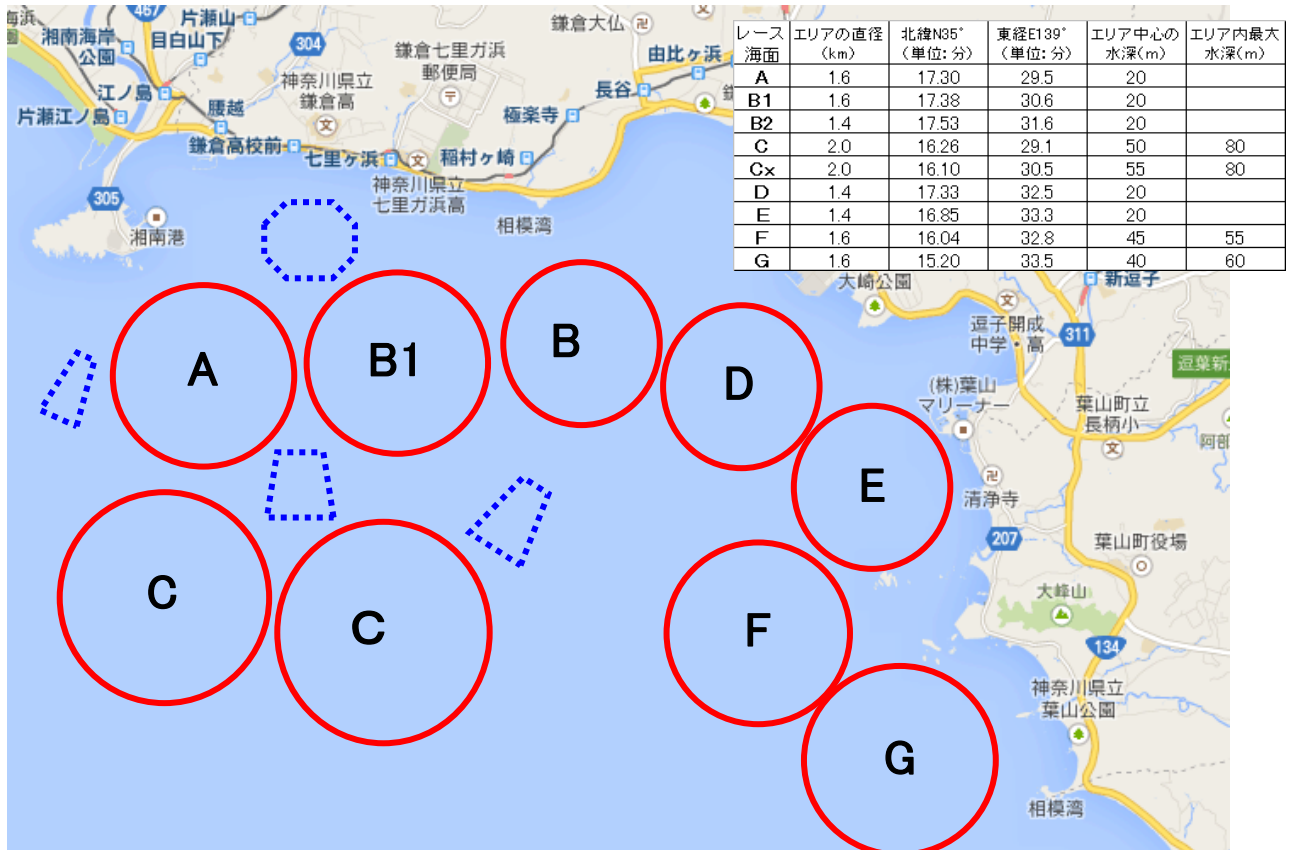 海浜
467
片瀬山
湘南海岸
公園
目白山下
304
鎌倉大仏
由比ヶ浜
鎌倉七里ガ浜
郵便局
神奈川県立
鎌倉高
江ノ島
腰越
長谷
片瀬江ノ島
極楽寺
鎌倉高校前
七里ヶ浜
稲村ヶ崎
神奈川県立
七里ガ浜高
305
湘南港
相模湾
レース エリアの直径 北緯N35° 東経E139° エリア中心の エリア内最大
海面 (km) (単位:分) (単位:分) 水深(m) 水深(m)
A 1.6 17.30 29.5 20
B1 1.6 17.38 30.6 20
B2 1.4 17.53 31.6 20
C 2.0 16.26 29.1 50 80
Cx 2.0 16.10 30.5 55 80
D 1.4 17.33 32.5 20
E 1.4 16.85 33.3 20
F 1.6 16.04 32.8 45 55
G 1.6 15.20 33.5 40 60
大崎公園
新逗子
逗子開成
中学・高
311
逗葉新
(株)葉山
マリーナー
葉山町立
長柄小
阿部
清浄寺
207
葉山町役場
大峰山
134
神奈川県立
葉山公園
相模湾
A
B1
B
D
E
C
C
F
G